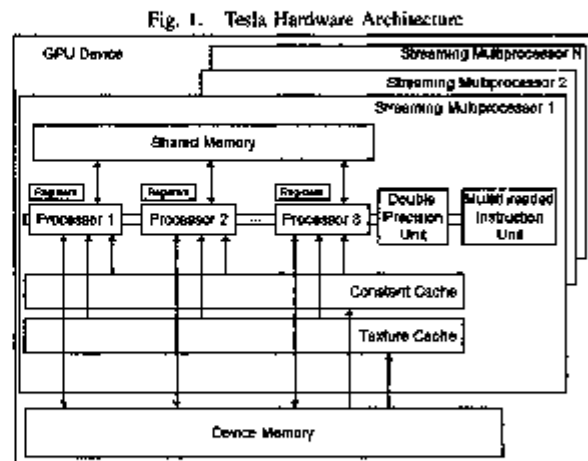 Fig. 1. Tesla Hardware Architecture
GPU Device
Streaming Multiprocessor N
Streaming Multiprocessor 2
Streaming Multiprocessor 1
Shared Memory
Registers
Registers
Registers
Processor 1
Processor 2
...
Processor 8
Double
Precision
Unit
Multithreaded
Instruction
Unit
Constant Cache
Texture Cache
Device Memory